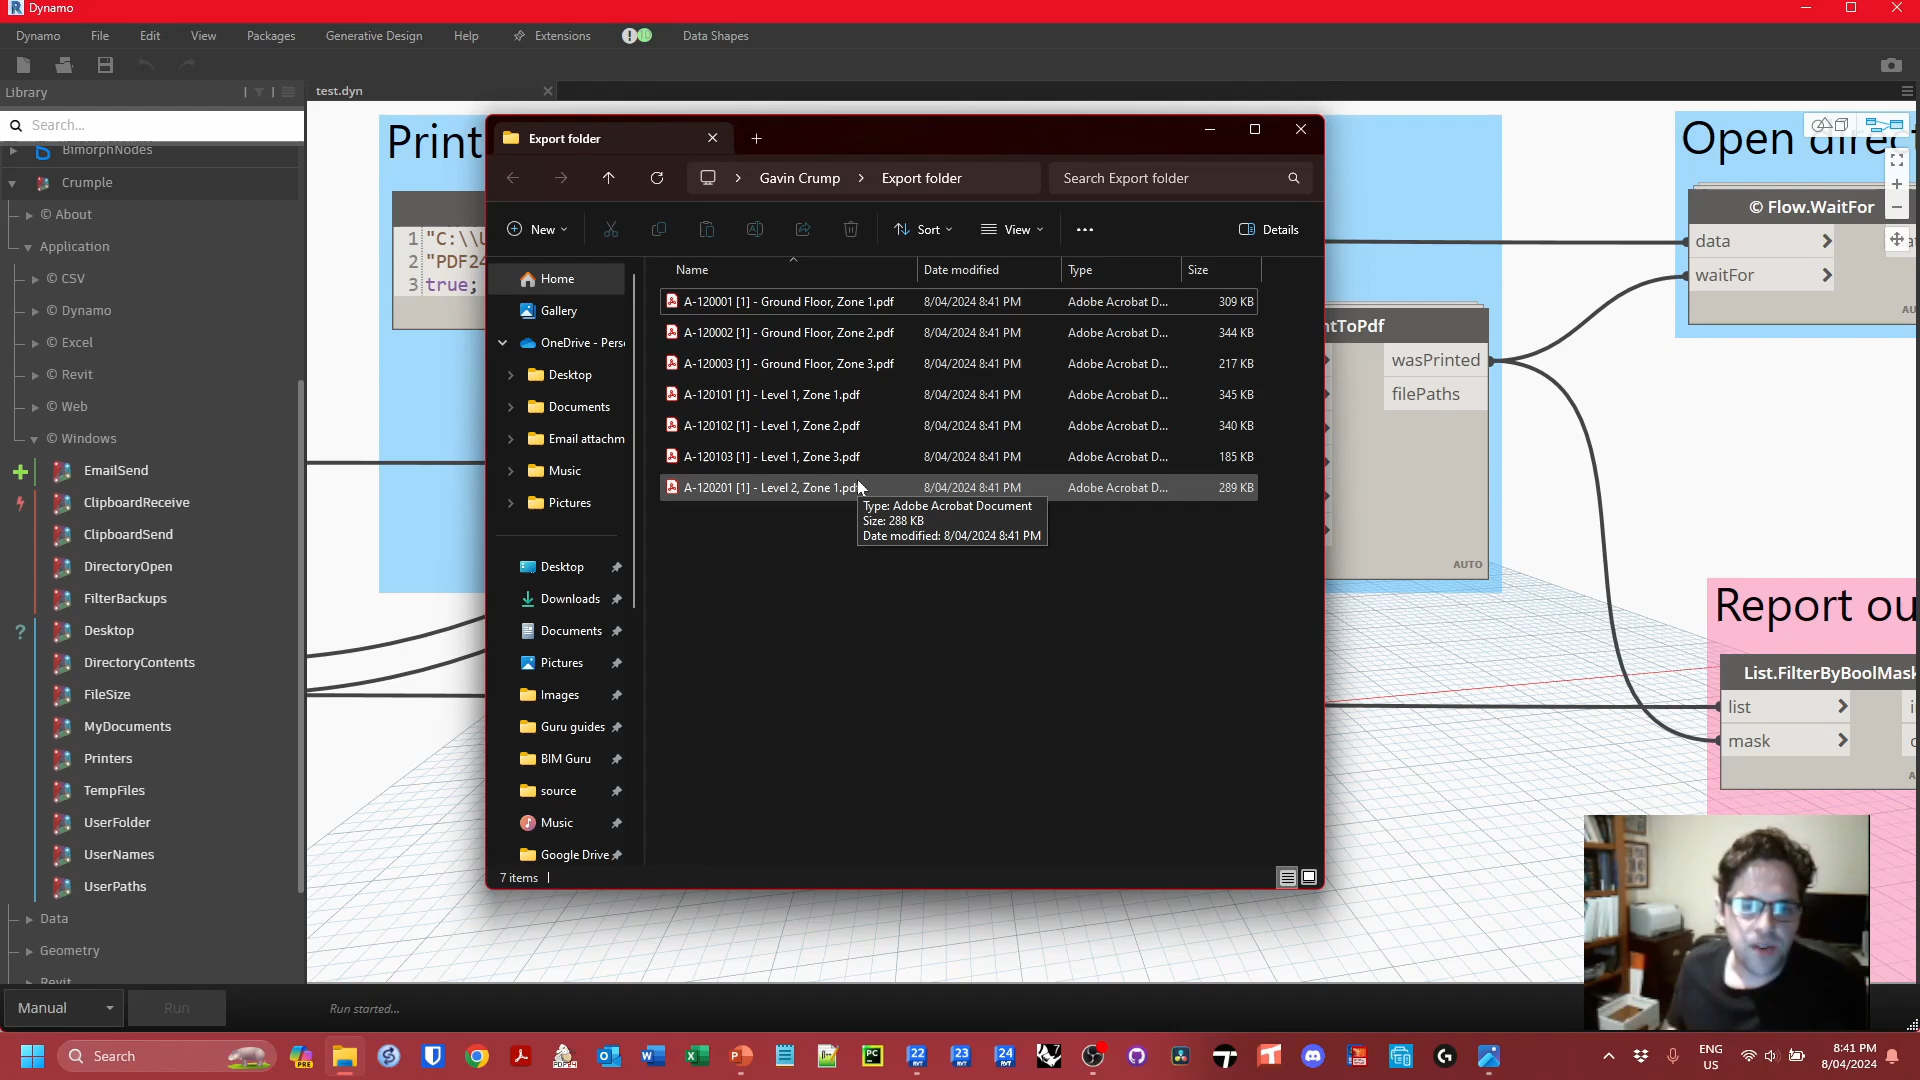 Dynamo
Dynamo File Edit View Packages Generative Design Help Extensions 10 Data Shapes
Library
test.dyn
Search...
BimorphNodes
Crumple
© About
Application
© CSV
© Dynamo
© Excel
© Revit
© Web
© Windows
EmailSend
ClipboardReceive
ClipboardSend
DirectoryOpen
FilterBackups
Desktop
DirectoryContents
FileSize
MyDocuments
Printers
TempFiles
UserFolder
UserNames
UserPaths
Data
Geometry
Revit
Manual
Run
Run started...
Print
1 "C:\\U
2 "PDF24
3 true;
Export folder
Gavin Crump > Export folder
Search Export folder
New Sort View Details
Home
Gallery
OneDrive - Pers
Desktop
Documents
Email attachm
Music
Pictures
Desktop
Downloads
Documents
Pictures
Images
Guru guides
BIM Guru
source
Music
Google Drive
Name Date modified Type Size
A-120001 [1] - Ground Floor, Zone 1.pdf 8/04/2024 8:41 PM Adobe Acrobat D... 309 KB
A-120002 [1] - Ground Floor, Zone 2.pdf 8/04/2024 8:41 PM Adobe Acrobat D... 344 KB
A-120003 [1] - Ground Floor, Zone 3.pdf 8/04/2024 8:41 PM Adobe Acrobat D... 217 KB
A-120101 [1] - Level 1, Zone 1.pdf 8/04/2024 8:41 PM Adobe Acrobat D... 345 KB
A-120102 [1] - Level 1, Zone 2.pdf 8/04/2024 8:41 PM Adobe Acrobat D... 340 KB
A-120103 [1] - Level 1, Zone 3.pdf 8/04/2024 8:41 PM Adobe Acrobat D... 185 KB
A-120201 [1] - Level 2, Zone 1.pdf 8/04/2024 8:41 PM Adobe Acrobat D... 289 KB
Type: Adobe Acrobat Document
Size: 288 KB
Date modified: 8/04/2024 8:41 PM
7 items
ntToPdf
wasPrinted
filePaths
AUTO
Open direc
© Flow.WaitFor
data
waitFor
AU
Report ou
List.FilterByBoolMask
list
mask
Search
PRE
22 RVT
23 RVT
24 RVT
ENG
US
8:41 PM
8/04/2024